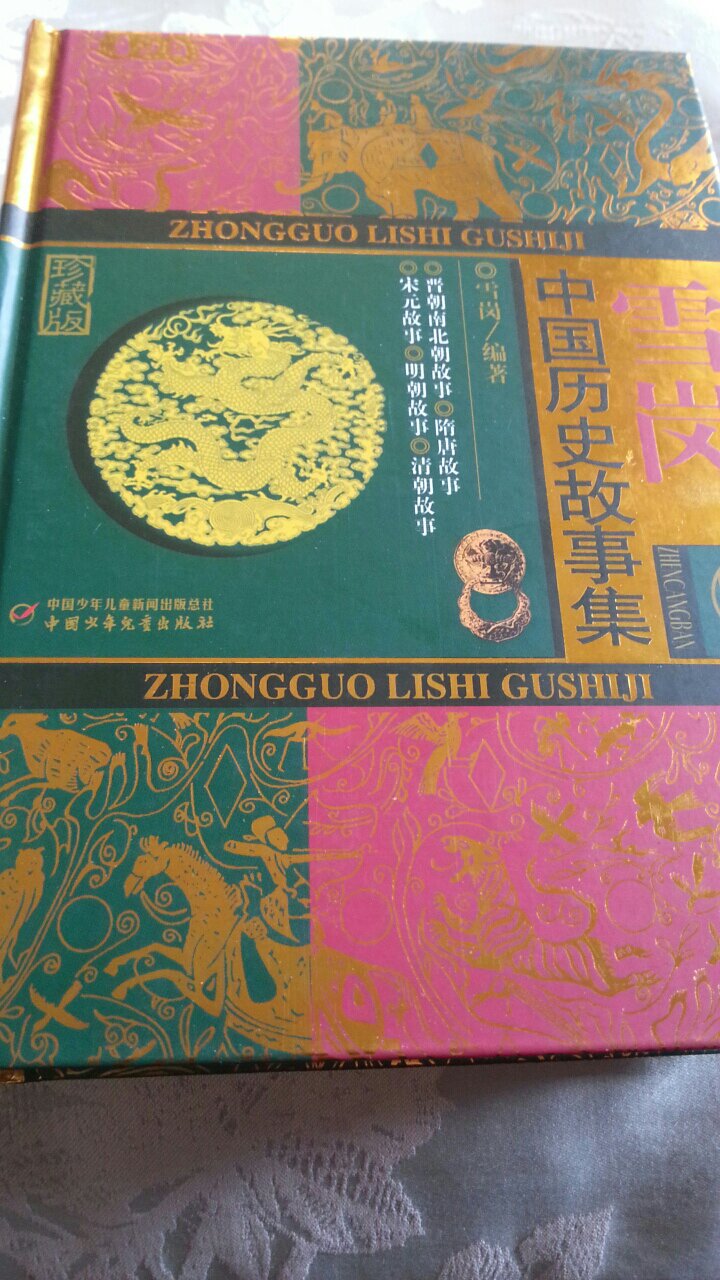 ZHONGGUO LISHI GUSHIJI
珍藏版
雪岗
中国历史故事集
◎雪岗／编著
◎晋朝南北朝故事◎隋唐故事
◎宋元故事◎明朝故事◎清朝故事
ZHENCANGBAN
中国少年儿童新闻出版总社
中国少年儿童出版社
ZHONGGUO LISHI GUSHIJI